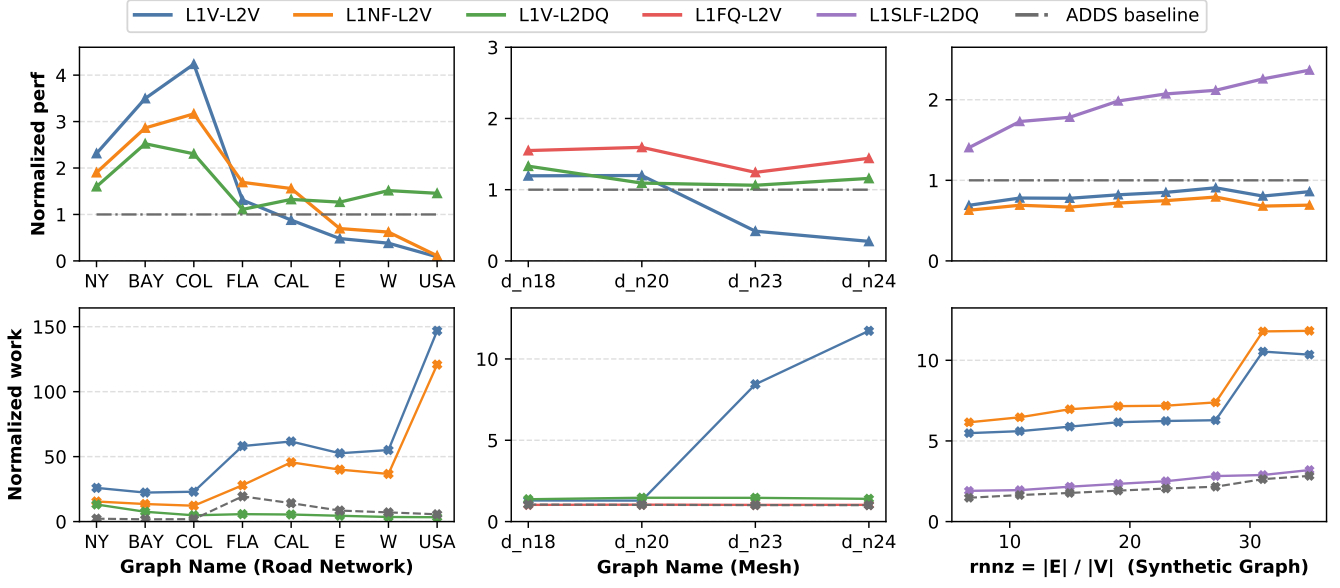 L1V-L2V L1NF-L2V L1V-L2DQ L1FQ-L2V L1SLF-L2DQ ADDS baseline
Normalized perf
4
3
2
1
0
NY BAY COL FLA CAL E W USA
3
2
1
0
d_n18 d_n20 d_n23 d_n24
2
1
0
Normalized work
150
100
50
0
NY BAY COL FLA CAL E W USA
Graph Name (Road Network)
10
5
0
d_n18 d_n20 d_n23 d_n24
Graph Name (Mesh)
10
5
0
10 20 30
rnnz = |E| / |V| (Synthetic Graph)